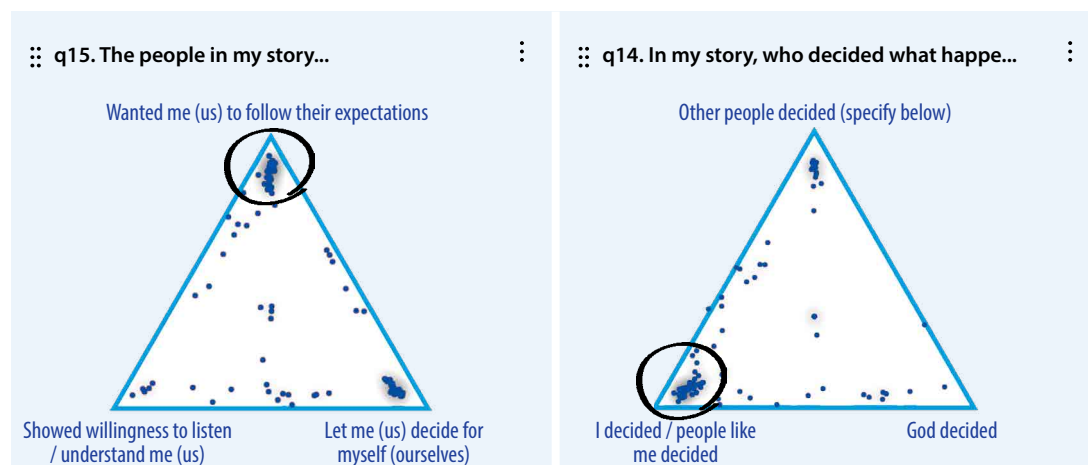 q15. The people in my story...
Wanted me (us) to follow their expectations
Showed willingness to listen
/ understand me (us)
Let me (us) decide for
myself (ourselves)
q14. In my story, who decided what happe...
Other people decided (specify below)
I decided / people like
me decided
God decided